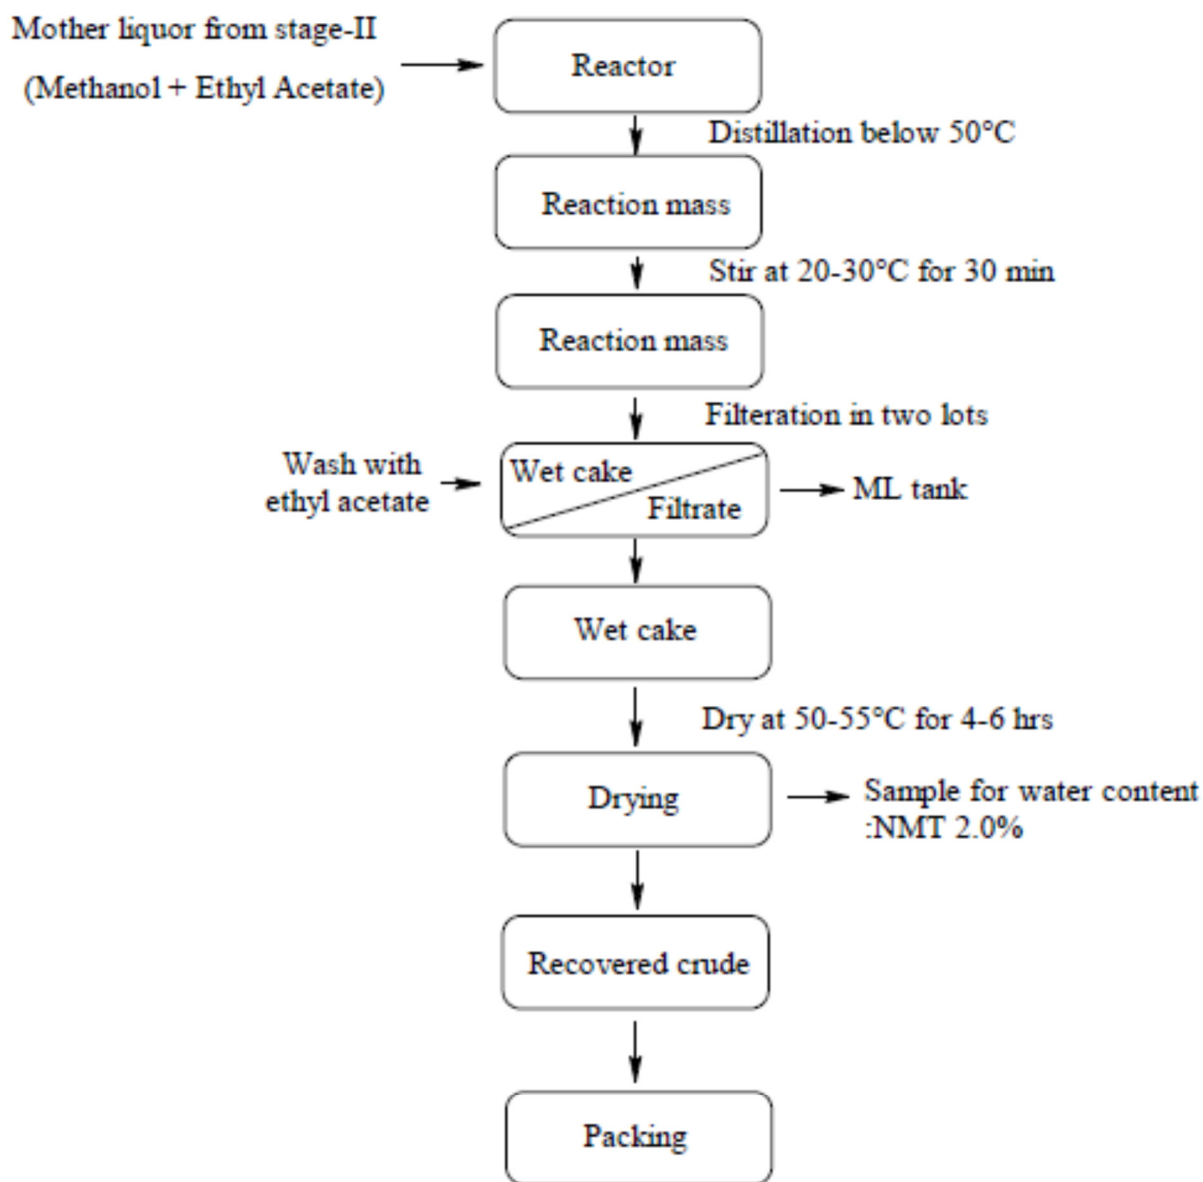 Mother liquor from stage-II
(Methanol + Ethyl Acetate)
Reactor
Distillation below 50°C
Reaction mass
Stir at 20-30°C for 30 min
Reaction mass
Filteration in two lots
Wash with
ethyl acetate
Wet cake
Filtrate
ML tank
Wet cake
Dry at 50-55°C for 4-6 hrs
Drying
Sample for water content
:NMT 2.0%
Recovered crude
Packing